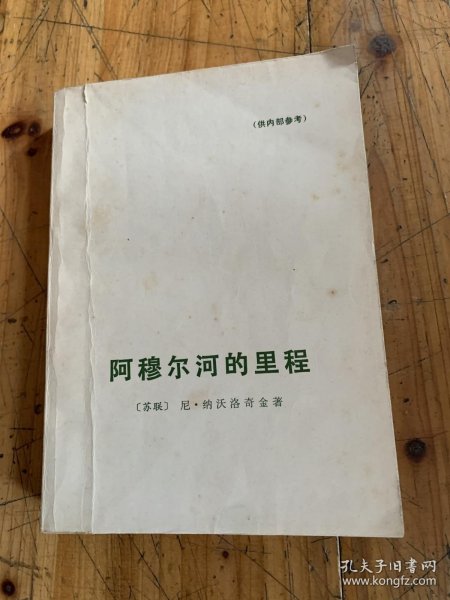 （供内部参考）
阿穆尔河的里程
〔苏联〕 尼·纳沃洛奇金著
孔夫子旧书网
www.kongfz.com